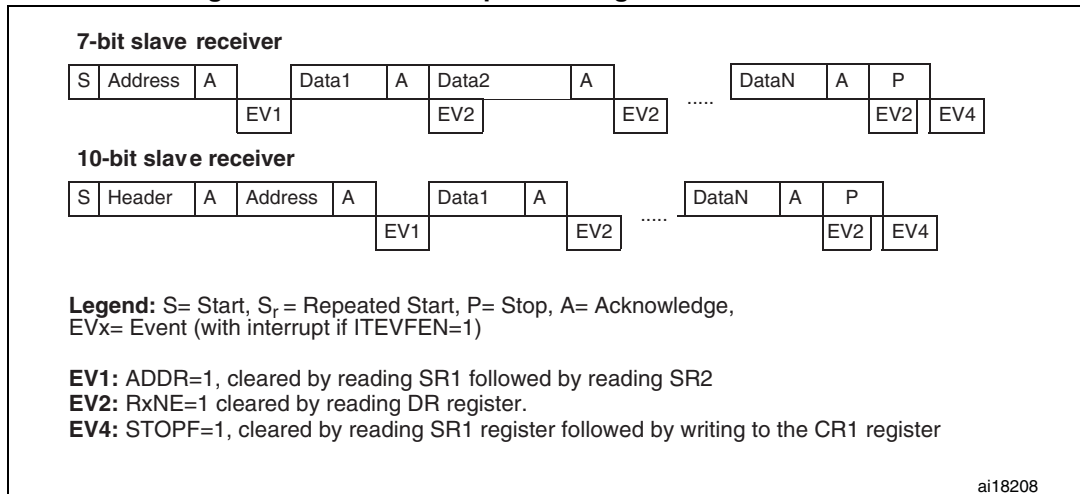 7-bit slave receiver
S Address A Data1 A Data2 A ..... DataN A P
EV1 EV2 EV2 EV2 EV4
10-bit slave receiver
S Header A Address A Data1 A ..... DataN A P
EV1 EV2 EV2 EV4
Legend: S= Start, Sr = Repeated Start, P= Stop, A= Acknowledge,
EVx= Event (with interrupt if ITEVFEN=1)
EV1: ADDR=1, cleared by reading SR1 followed by reading SR2
EV2: RxNE=1 cleared by reading DR register.
EV4: STOPF=1, cleared by reading SR1 register followed by writing to the CR1 register
ai18208